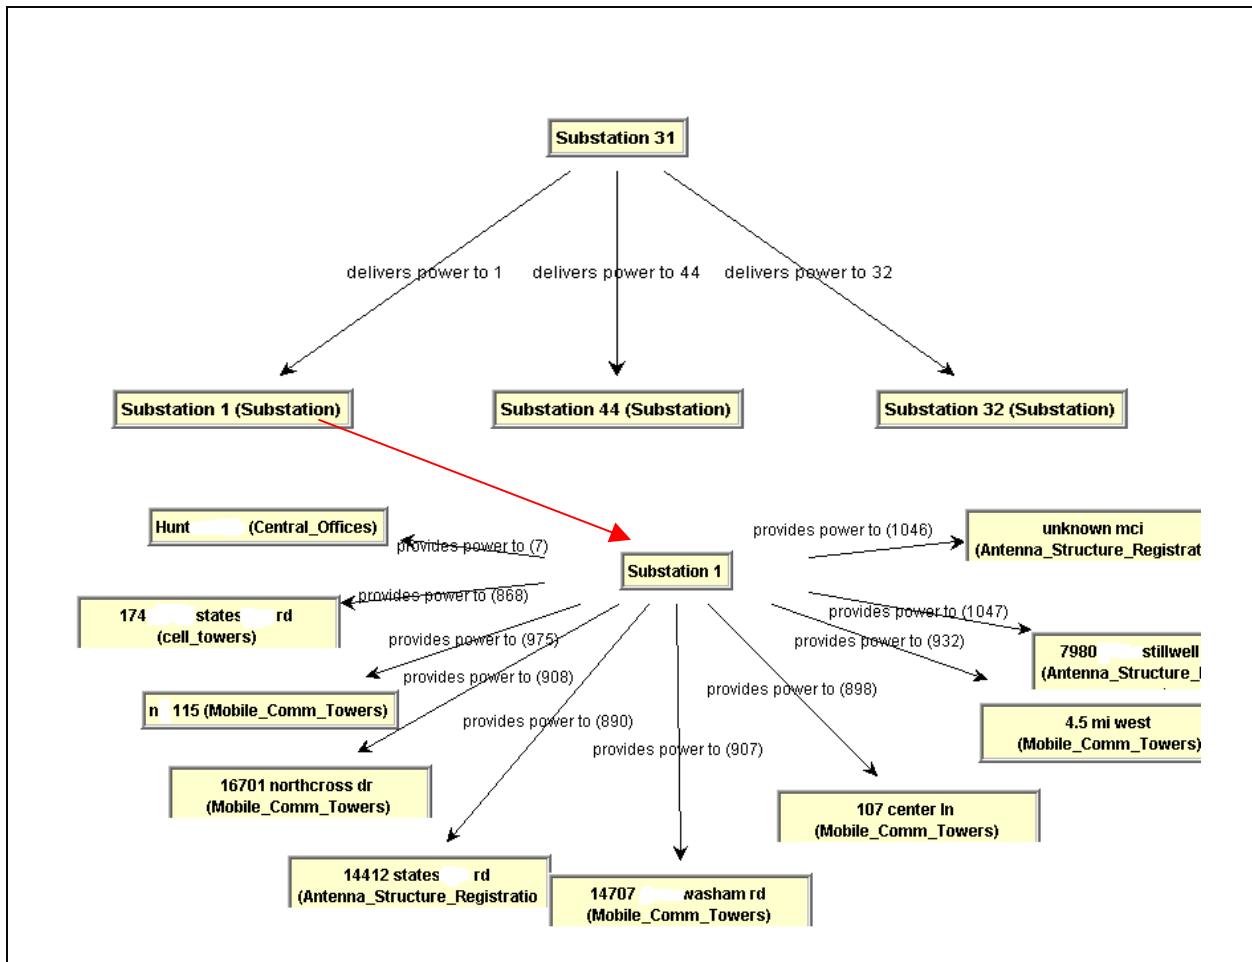 Substation 31
delivers power to 1
delivers power to 44
delivers power to 32
Substation 1 (Substation)
Substation 44 (Substation)
Substation 32 (Substation)
Hunt (Central_Offices)
provides power to (7)
provides power to (1046)
unknown mci
(Antenna_Structure_Registrat
Substation 1
174 states rd
(cell_towers)
provides power to (868)
provides power to (1047)
provides power to (975)
provides power to (932)
7980 stillwell
(Antenna_Structure_
provides power to (908)
provides power to (898)
n 115 (Mobile_Comm_Towers)
provides power to (890)
provides power to (907)
4.5 mi west
(Mobile_Comm_Towers)
16701 northcross dr
(Mobile_Comm_Towers)
107 center ln
(Mobile_Comm_Towers)
14412 states rd
(Antenna_Structure_Registratio
14707 washam rd
(Mobile_Comm_Towers)